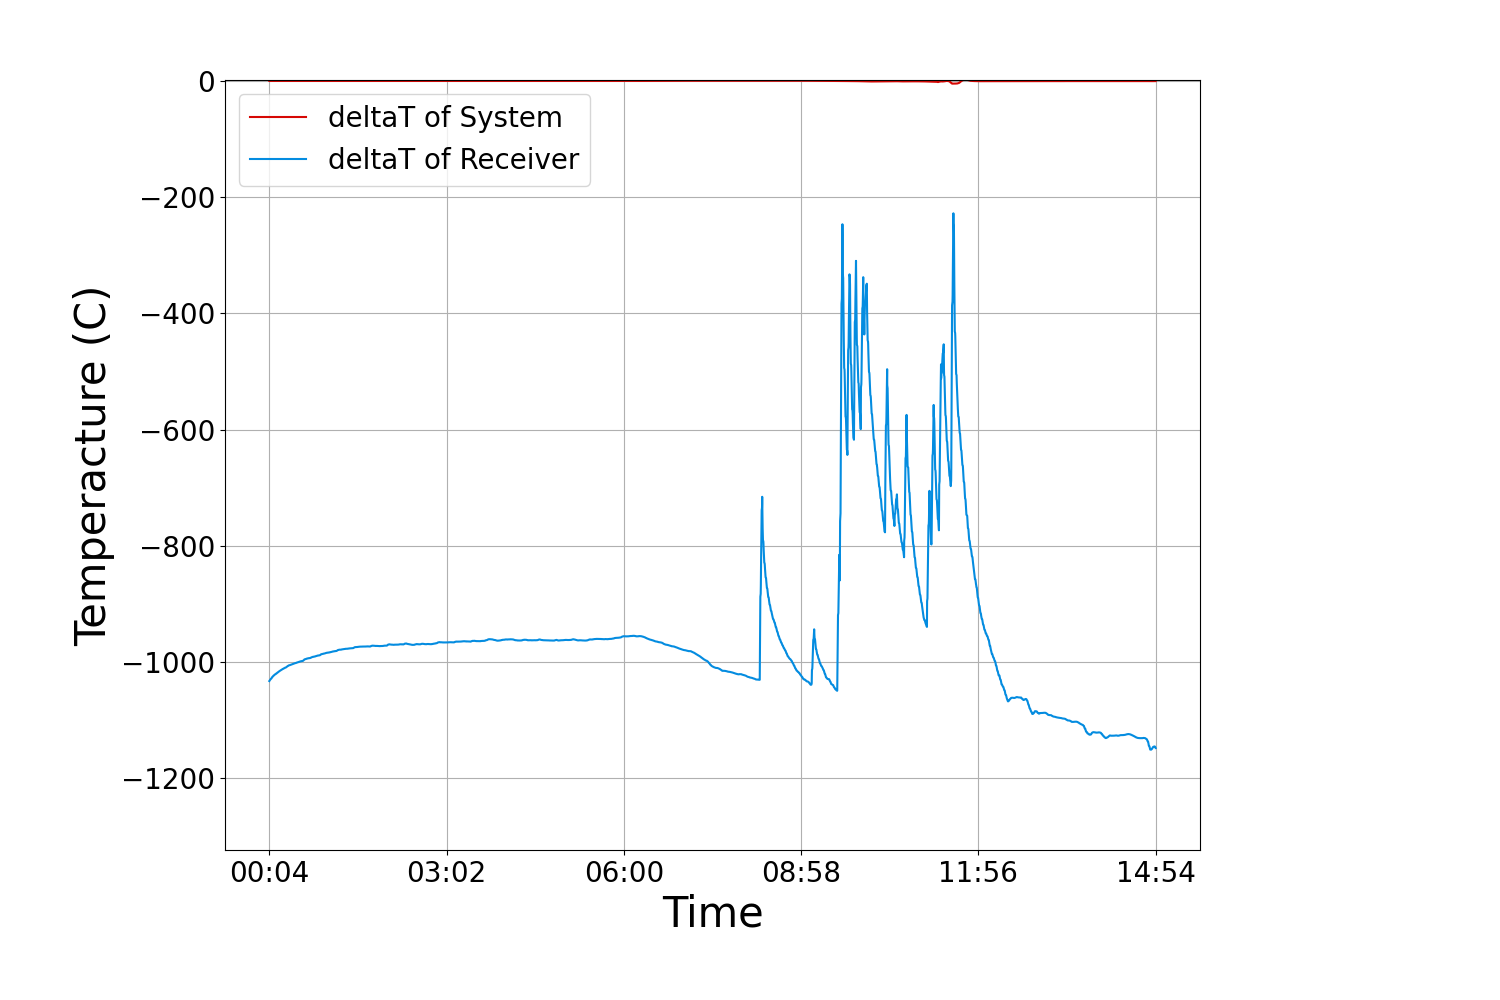 0
−200
−400
−600
−800
−1000
−1200
deltaT of System
deltaT of Receiver
Temperacture (C)
00:04 03:02 06:00 08:58 11:56 14:54
Time